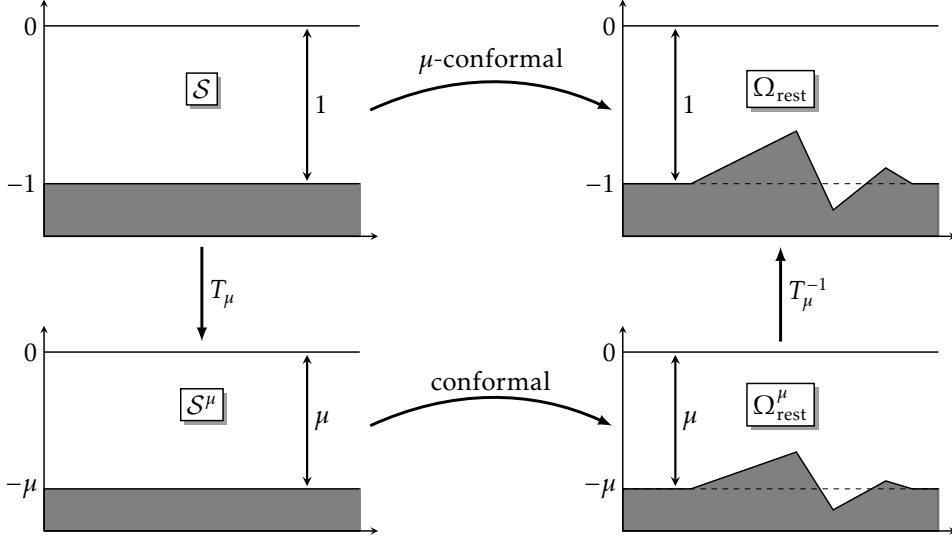 0
𝒮
1
−1
μ-conformal
0
Ω_rest
1
−1
T_μ
T_μ^{−1}
0
𝒮^μ
μ
−μ
conformal
0
Ω_rest^μ
μ
−μ